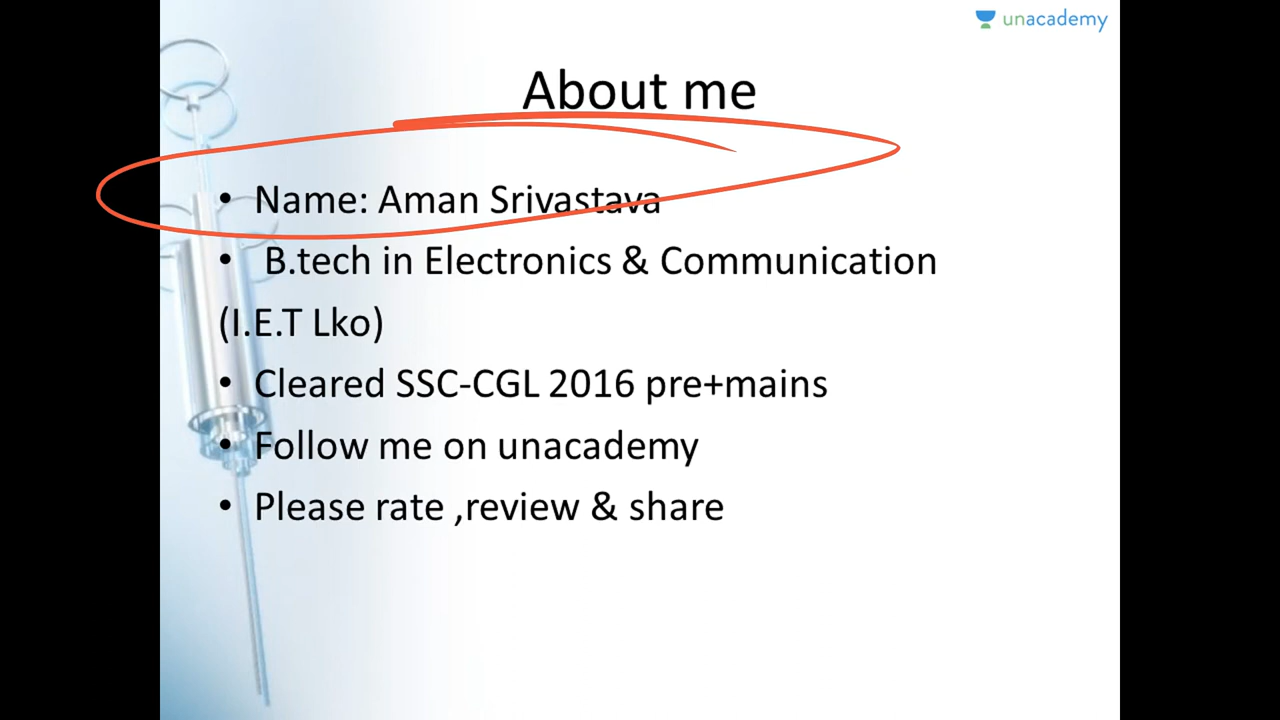 unacademy
About me
• Name: Aman Srivastava
• B.tech in Electronics & Communication
(I.E.T Lko)
• Cleared SSC-CGL 2016 pre+mains
• Follow me on unacademy
• Please rate ,review & share